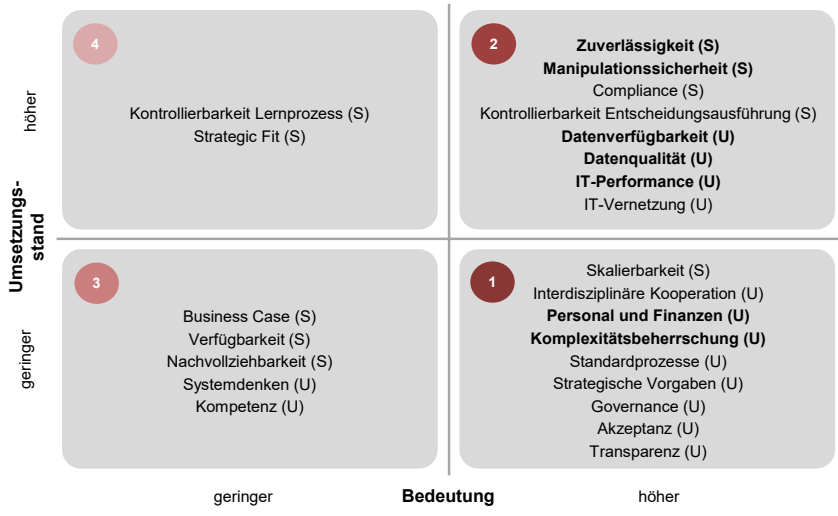 4
Kontrollierbarkeit Lernprozess (S)
Strategic Fit (S)
2
Zuverlässigkeit (S)
Manipulationssicherheit (S)
Compliance (S)
Kontrollierbarkeit Entscheidungsausführung (S)
Datenverfügbarkeit (U)
Datenqualität (U)
IT-Performance (U)
IT-Vernetzung (U)
höher
Umsetzungs-
stand
geringer
3
Business Case (S)
Verfügbarkeit (S)
Nachvollziehbarkeit (S)
Systemdenken (U)
Kompetenz (U)
1
Skalierbarkeit (S)
Interdisziplinäre Kooperation (U)
Personal und Finanzen (U)
Komplexitätsbeherrschung (U)
Standardprozesse (U)
Strategische Vorgaben (U)
Governance (U)
Akzeptanz (U)
Transparenz (U)
geringer
Bedeutung
höher